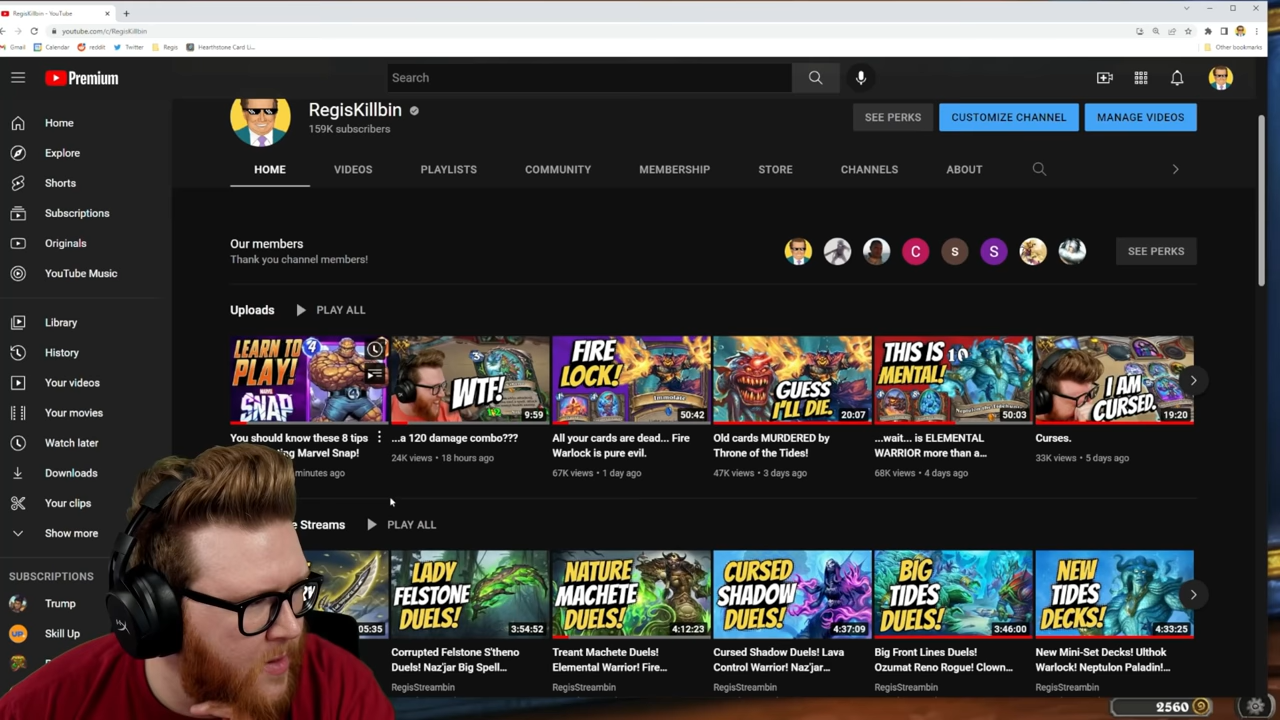 RegisKillbin - YouTube
youtube.com/c/RegisKillbin
Gmail
Calendar
reddit
Twitter
Regis
Hearthstone Card Li...
Other bookmarks
Premium
Search
Home
Explore
Shorts
Subscriptions
Originals
YouTube Music
Library
History
Your videos
Your movies
Watch later
Downloads
Your clips
Show more
SUBSCRIPTIONS
Trump
Skill Up
RegisKillbin
159K subscribers
SEE PERKS
CUSTOMIZE CHANNEL
MANAGE VIDEOS
HOME
VIDEOS
PLAYLISTS
COMMUNITY
MEMBERSHIP
STORE
CHANNELS
ABOUT
Our members
Thank you channel members!
C
s
S
SEE PERKS
Uploads
PLAY ALL
LEARN TO
PLAY!
4
MARVEL
SNAP
You should know these 8 tips
ting Marvel Snap!
minutes ago
WTF!
9:59
...a 120 damage combo???
24K views • 18 hours ago
FIRE
LOCK!
Immolate
50:42
All your cards are dead... Fire
Warlock is pure evil.
67K views • 1 day ago
GUESS
I'LL DIE.
20:07
Old cards MURDERED by
Throne of the Tides!
47K views • 3 days ago
THIS IS
MENTAL!
10
50:03
...wait... is ELEMENTAL
WARRIOR more than a...
68K views • 4 days ago
I AM
CURSED.
19:20
Curses.
33K views • 5 days ago
e Streams
PLAY ALL
05:35
LADY
FELSTONE
DUELS!
3:54:52
Corrupted Felstone S'theno
Duels! Naz'jar Big Spell...
RegisStreambin
NATURE
MACHETE
DUELS!
4:12:23
Treant Machete Duels!
Elemental Warrior! Fire...
RegisStreambin
CURSED
SHADOW
DUELS!
4:37:09
Cursed Shadow Duels! Lava
Control Warrior! Naz'jar...
RegisStreambin
BIG
TIDES
DUELS!
3:46:00
Big Front Lines Duels!
Ozumat Reno Rogue! Clown...
RegisStreambin
NEW
TIDES
DECKS!
4:33:25
New Mini-Set Decks! Ulthok
Warlock! Neptulon Paladin!...
RegisStreambin
2560